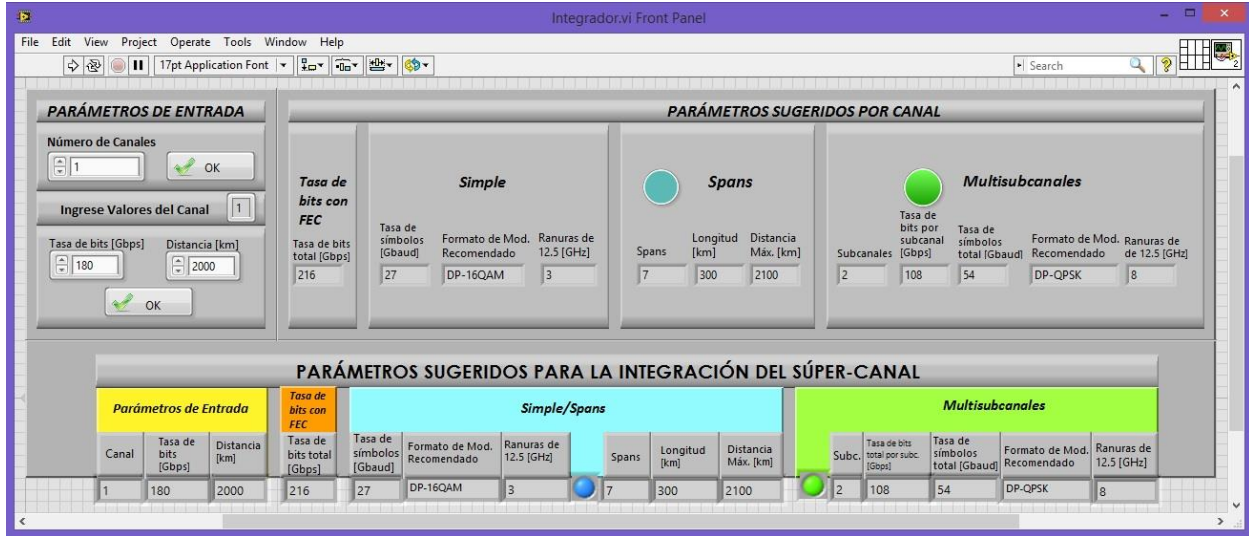 Integrador.vi Front Panel
File Edit View Project Operate Tools Window Help
17pt Application Font
Search
2
PARÁMETROS DE ENTRADA
Número de Canales
1
OK
Ingrese Valores del Canal 1
Tasa de bits [Gbps] Distancia [km]
180 2000
OK
PARÁMETROS SUGERIDOS POR CANAL
Tasa de
bits con
FEC
Tasa de bits
total [Gbps]
216
Simple
Tasa de
símbolos
[Gbaud]
Formato de Mod.
Recomendado
Ranuras de
12.5 [GHz]
27 DP-16QAM 3
Spans
Spans
Longitud
[km]
Distancia
Máx. [km]
7 300 2100
Multisubcanales
Subcanales
Tasa de
bits por
subcanal
[Gbps]
Tasa de
símbolos
total [Gbaud]
Formato de Mod.
Recomendado
Ranuras de
de 12.5 [GHz]
2 108 54 DP-QPSK 8
PARÁMETROS SUGERIDOS PARA LA INTEGRACIÓN DEL SÚPER-CANAL
Parámetros de Entrada
Canal
Tasa de
bits
[Gbps]
Distancia
[km]
Tasa de
bits con
FEC
Tasa de
bits total
[Gbps]
Simple/Spans
Tasa de
símbolos
[Gbaud]
Formato de Mod.
Recomendado
Ranuras de
12.5 [GHz]
Spans
Longitud
[km]
Distancia
Máx. [km]
Multisubcanales
Subc.
Tasa de bits
total por subc.
[Gbps]
Tasa de
símbolos
total [Gbaud]
Formato de Mod.
Recomendado
Ranuras de
12.5 [GHz]
1 180 2000 216 27 DP-16QAM 3 7 300 2100 2 108 54 DP-QPSK 8